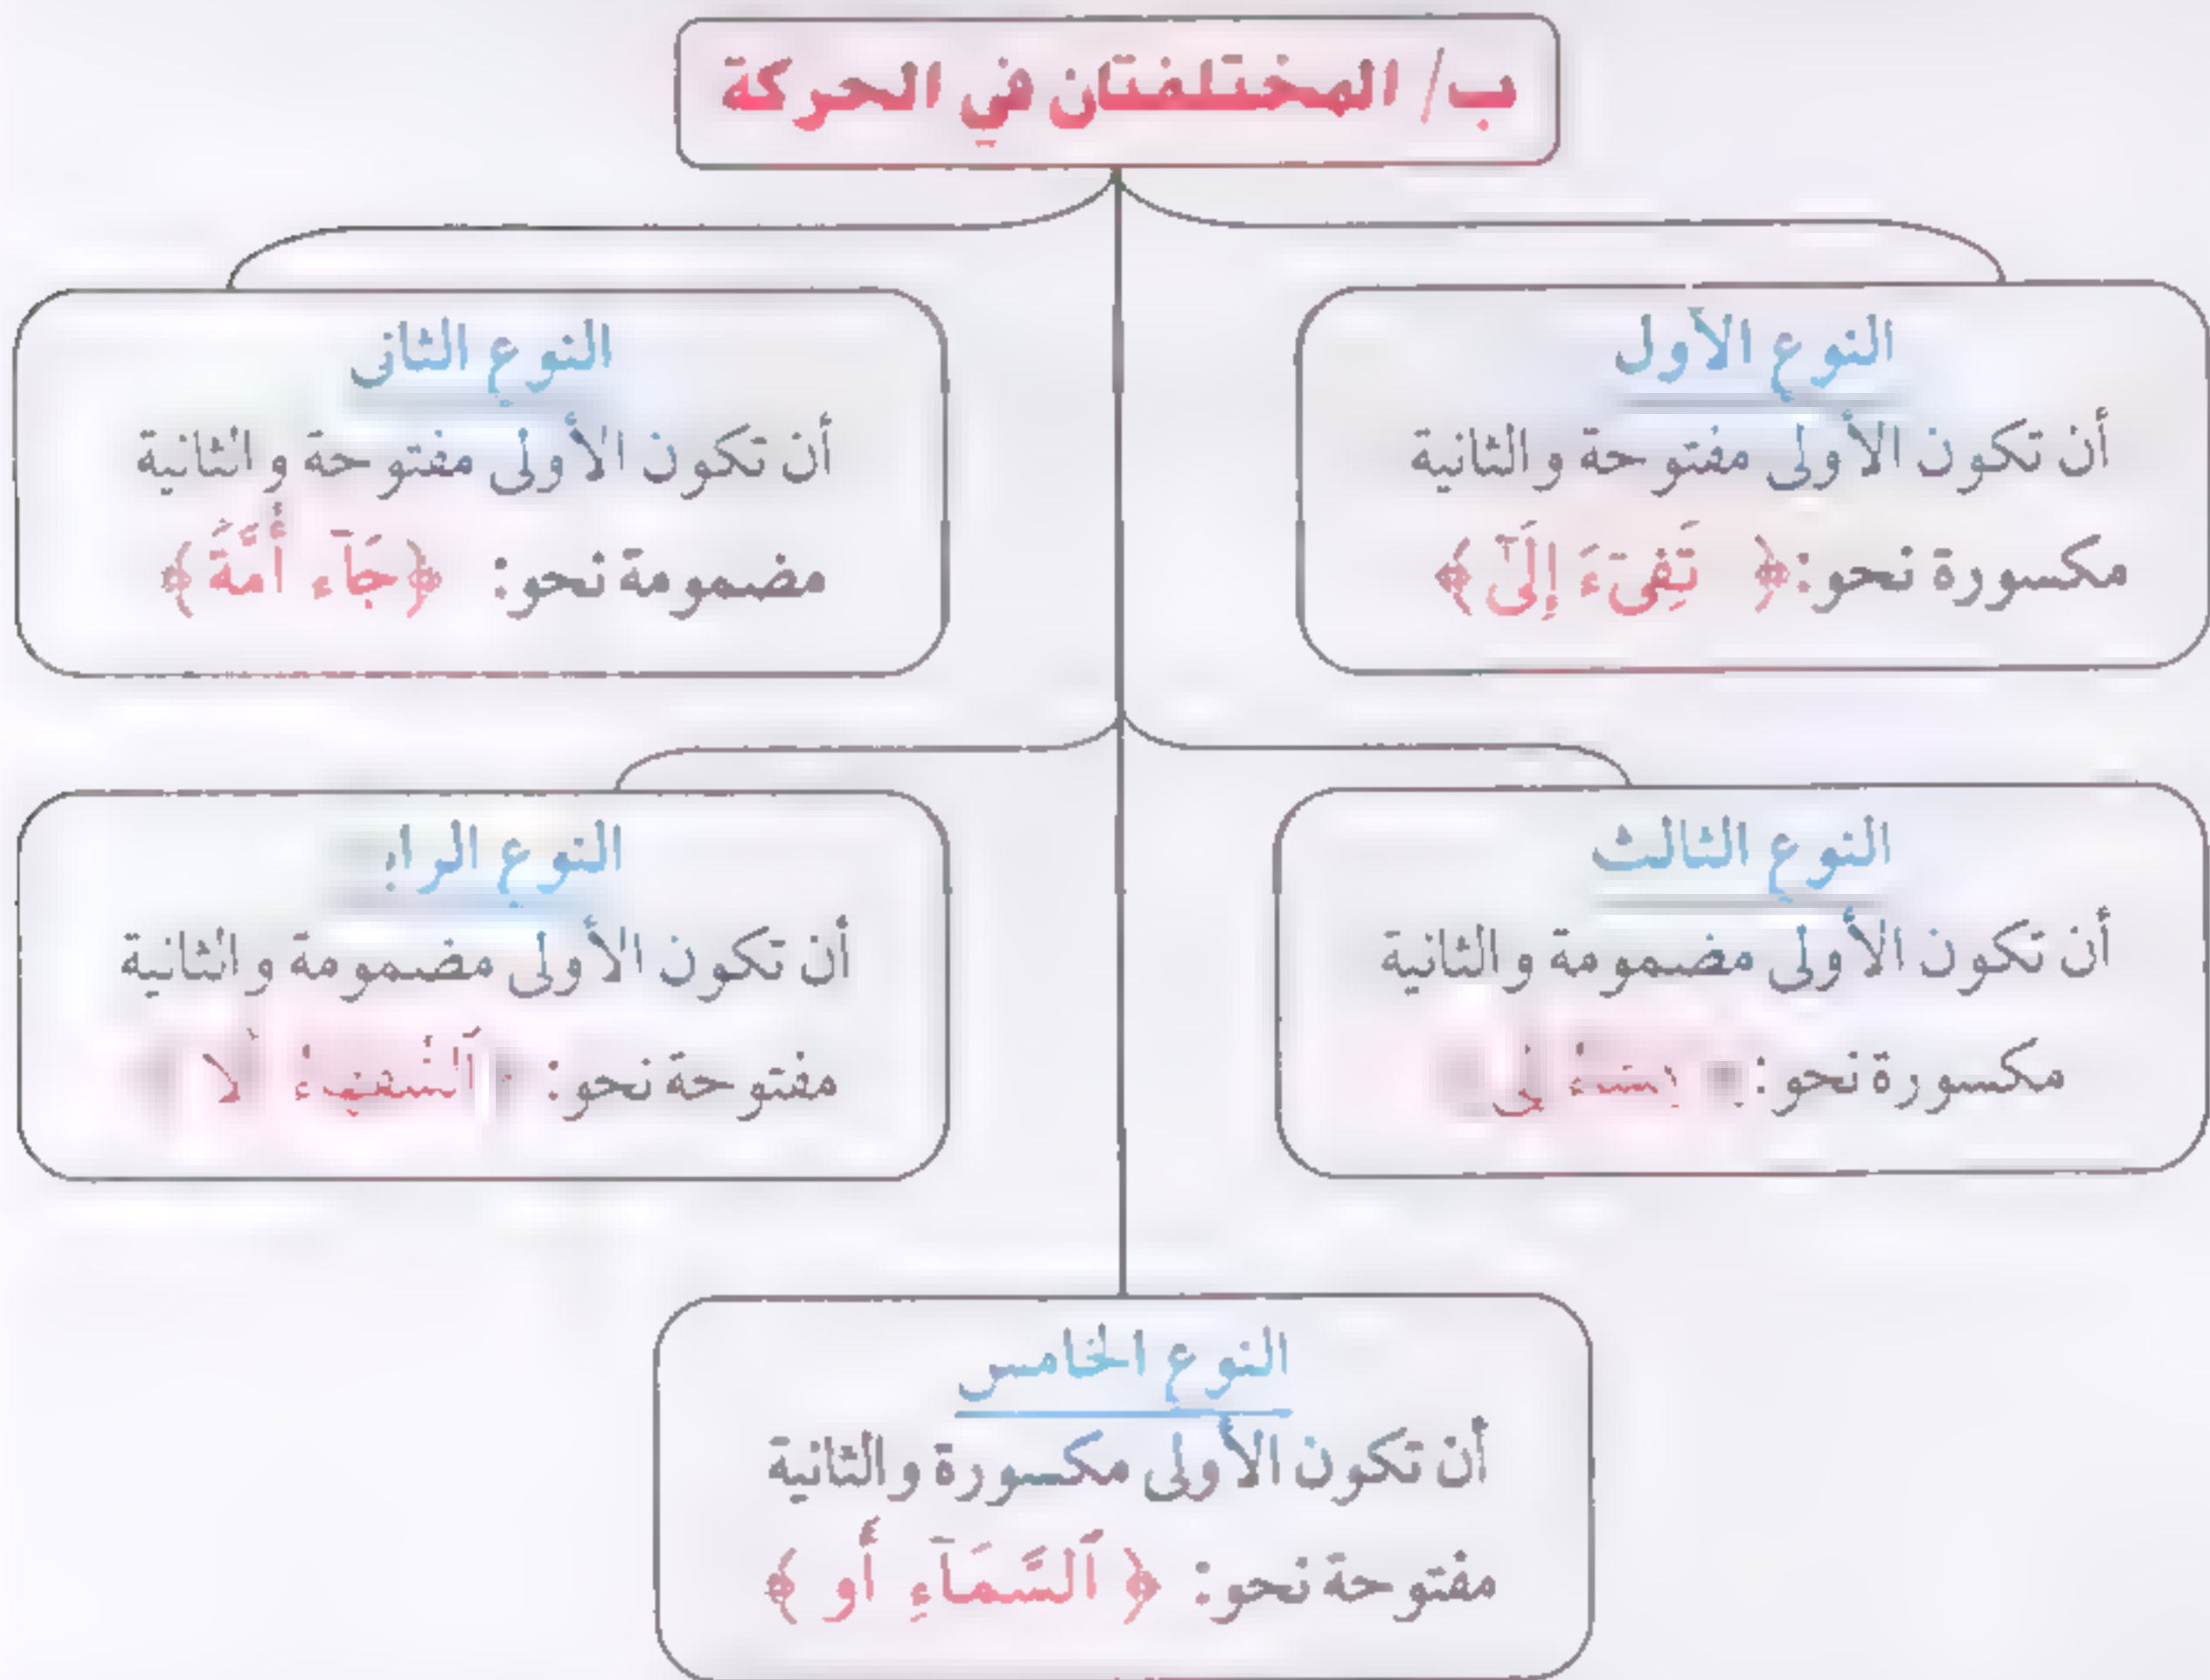 ب/ المختلفتان في الحركة
النوع الأول
أن تكون الأولى مفتوحة والثانية
مكسورة نحو: ﴿ تَفِىٓءَ إِلَىٰٓ ﴾
النوع الثانى
أن تكون الأولى مفتوحة والثانية
مضمومة نحو: ﴿جَآءَ أُمَّةً﴾
النوع الثالث
أن تكون الأولى مضمومة والثانية
مكسورة نحو:
النوع
أن تكون الأولى مضمومة والثانية
مفتوحة نحو:
النوع الخامس
أن تكون الأولى مكسورة والثانية
مفتوحة نحو: ﴿ ٱلسَّمَآءِ أَو ﴾